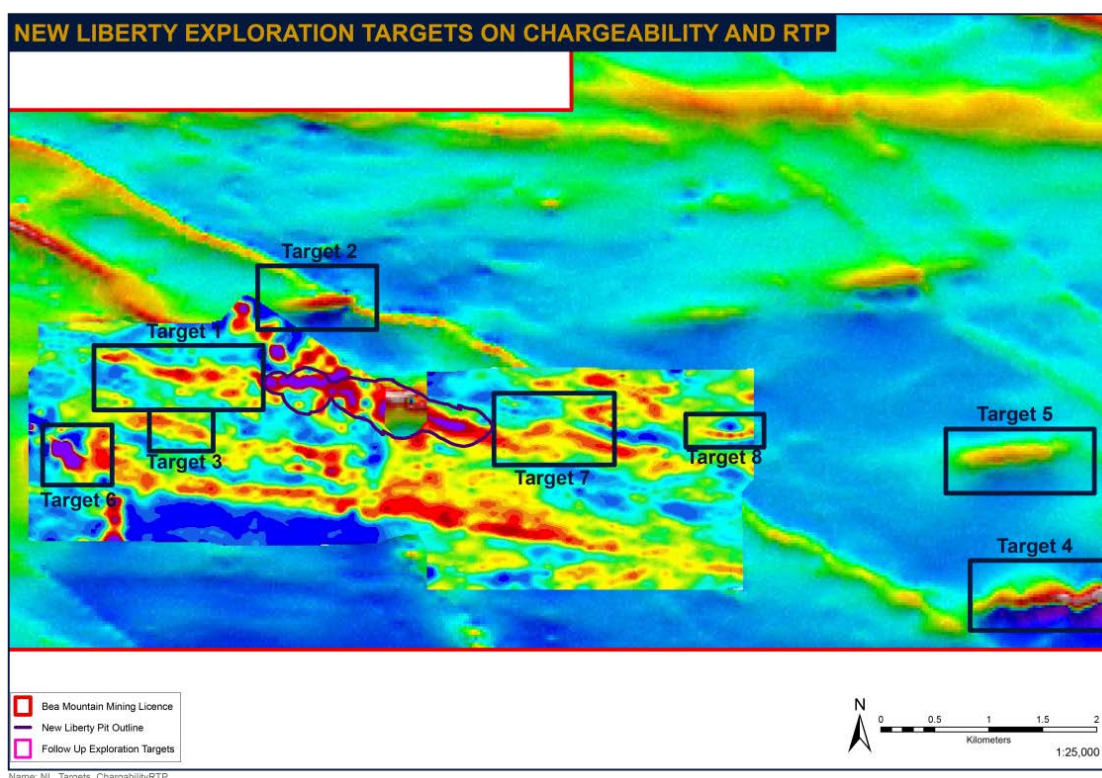 NEW LIBERTY EXPLORATION TARGETS ON CHARGEABILITY AND RTP
Target 2
Target 1
Target 5
Target 3
Target 8
Target 7
Target 6
Target 4
Bea Mountain Mining Licence
New Liberty Pit Outline
Follow Up Exploration Targets
N
0 0.5 1 1.5 2
Kilometers
1:25,000
Name: NL_Targets_ChargabilityRTP